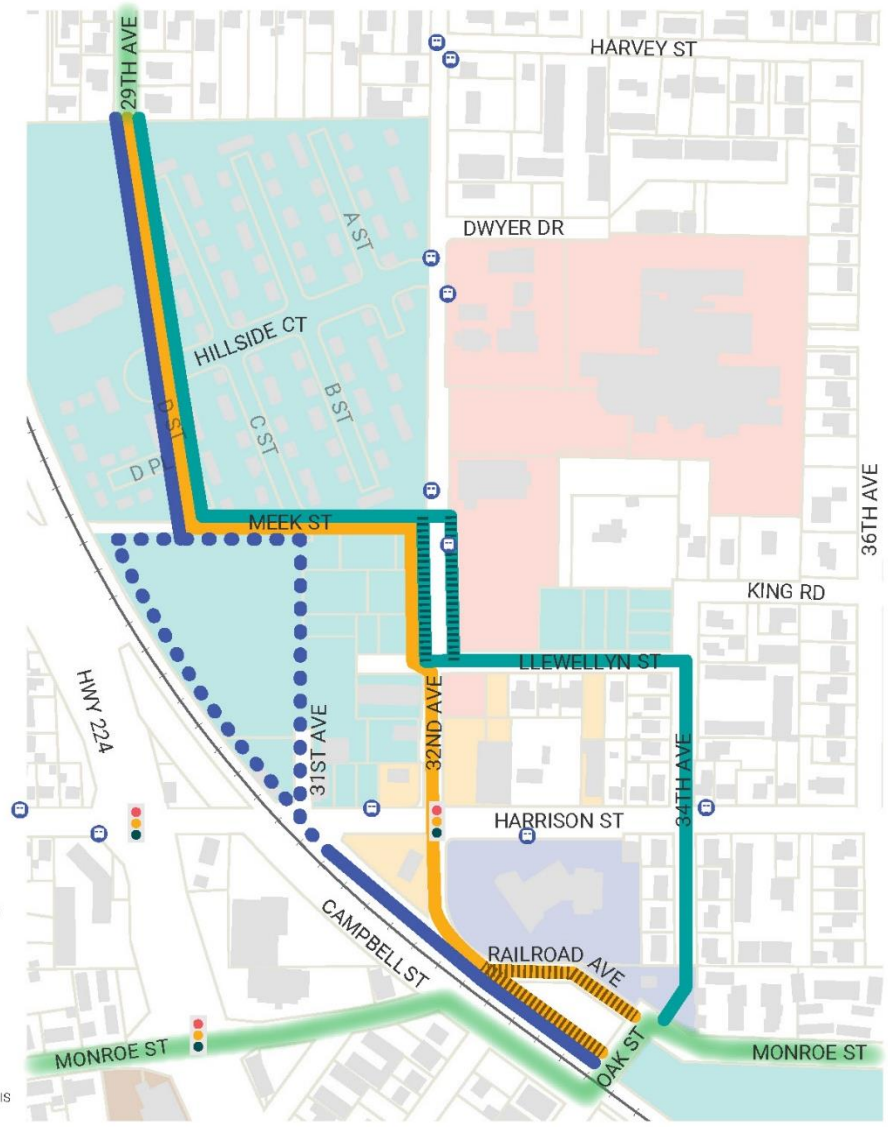 29TH AVE
HARVEY ST
DWYER DR
A ST
HILLSIDE CT
B ST
C ST
D ST
D PL
MEEK ST
36TH AVE
KING RD
LLEWELLYN ST
HWY 224
31ST AVE
32ND AVE
34TH AVE
HARRISON ST
CAMPBELL ST
RAILROAD AVE
OAK ST
MONROE ST
MONROE ST
IS